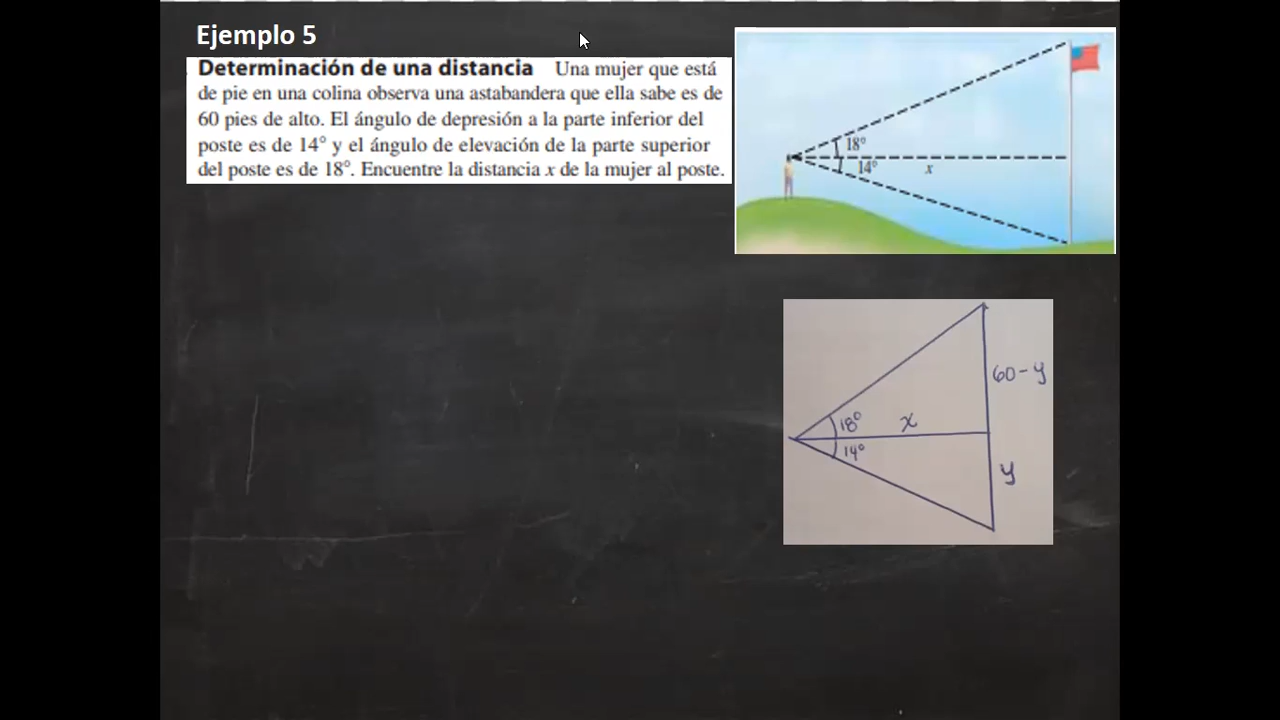 Ejemplo 5
Determinación de una distancia Una mujer que está
de pie en una colina observa una astabandera que ella sabe es de
60 pies de alto. El ángulo de depresión a la parte inferior del
poste es de 14° y el ángulo de elevación de la parte superior
del poste es de 18°. Encuentre la distancia x de la mujer al poste.
18°
14°
x
60-y
18°
x
14°
y